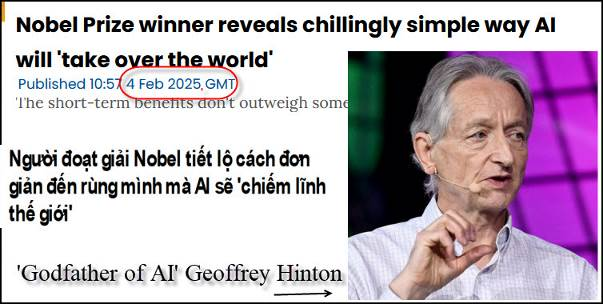 Nobel Prize winner reveals chillingly simple way AI
will 'take over the world'
Published 10:57 4 Feb 2025, GMT
The short-term benefits don't outweigh some
Người đoạt giải Nobel tiết lộ cách đơn
giản đến rùng mình mà AI sẽ 'chiếm lĩnh
thế giới'
'Godfather of AI' Geoffrey Hinton